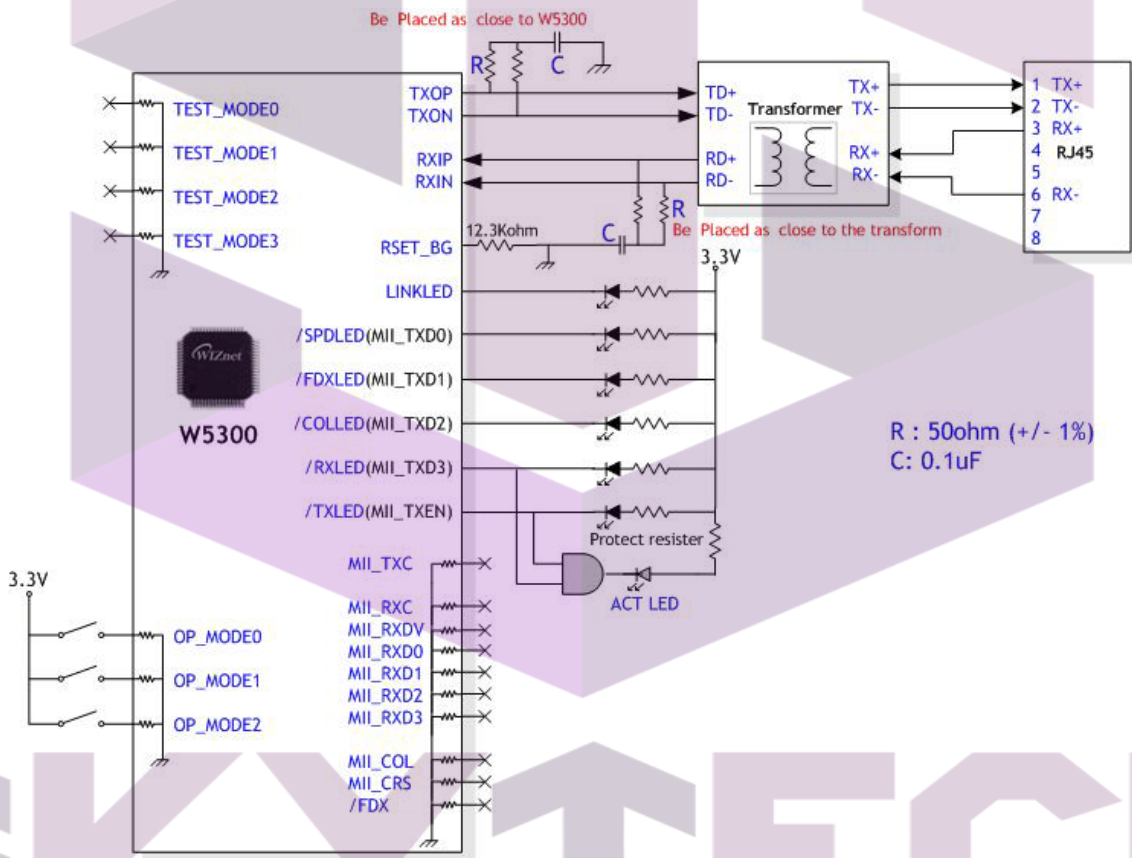 Be Placed as close to W5300
R
C
TXOP
TXON
RXIP
RXIN
RSET_BG
12.3Kohm
LINKLED
/SPDLED(MII_TXD0)
/FDXLED(MII_TXD1)
/COLLED(MII_TXD2)
/RXLED(MII_TXD3)
/TXLED(MII_TXEN)
MII_TXC
MII_RXC
MII_RXDV
MII_RXD0
MII_RXD1
MII_RXD2
MII_RXD3
MII_COL
MII_CRS
/FDX
TEST_MODE0
TEST_MODE1
TEST_MODE2
TEST_MODE3
WIZnet
W5300
3.3V
OP_MODE0
OP_MODE1
OP_MODE2
TD+
TD-
RD+
RD-
Transformer
TX+
TX-
RX+
RX-
1 TX+
2 TX-
3 RX+
4 RJ45
5
6 RX-
7
8
C
R
Be Placed as close to the transform
3.3V
Protect resister
ACT LED
R : 50ohm (+/- 1%)
C: 0.1uF